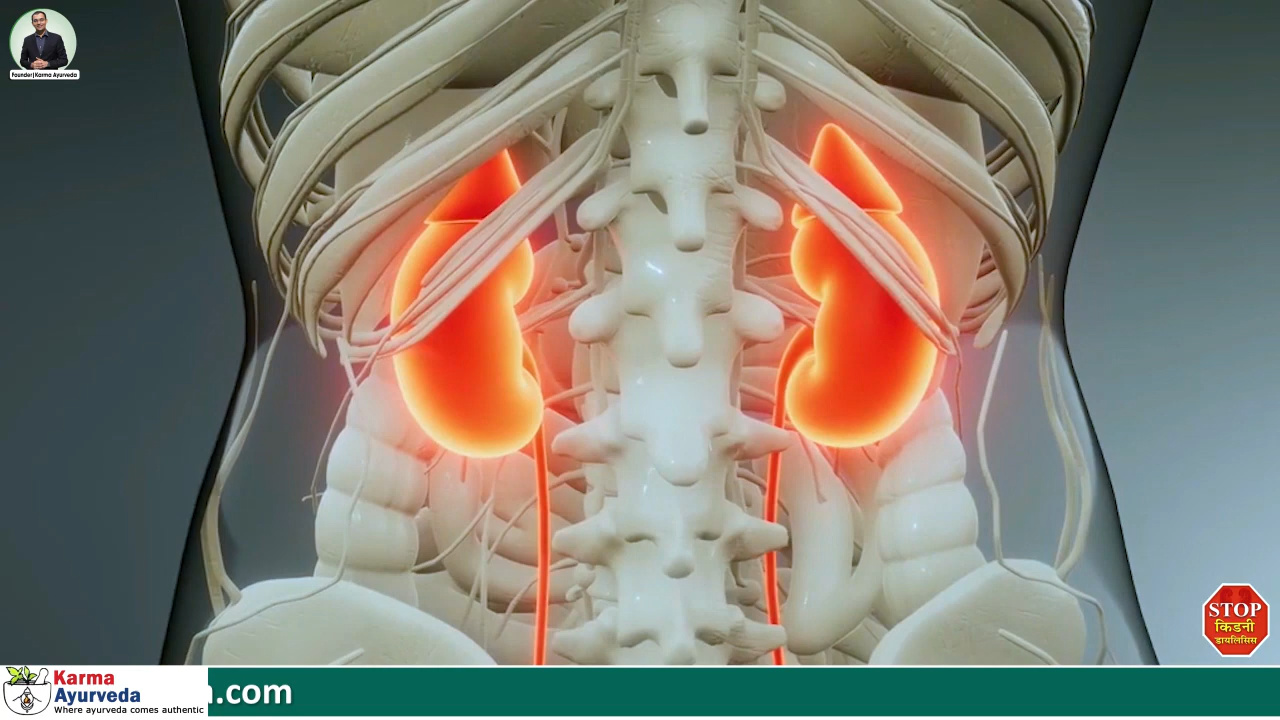 Founder|Karma Ayurveda
STOP
किडनी
डायलिसिस
Karma
Ayurveda
Where ayurveda comes authentic
.com